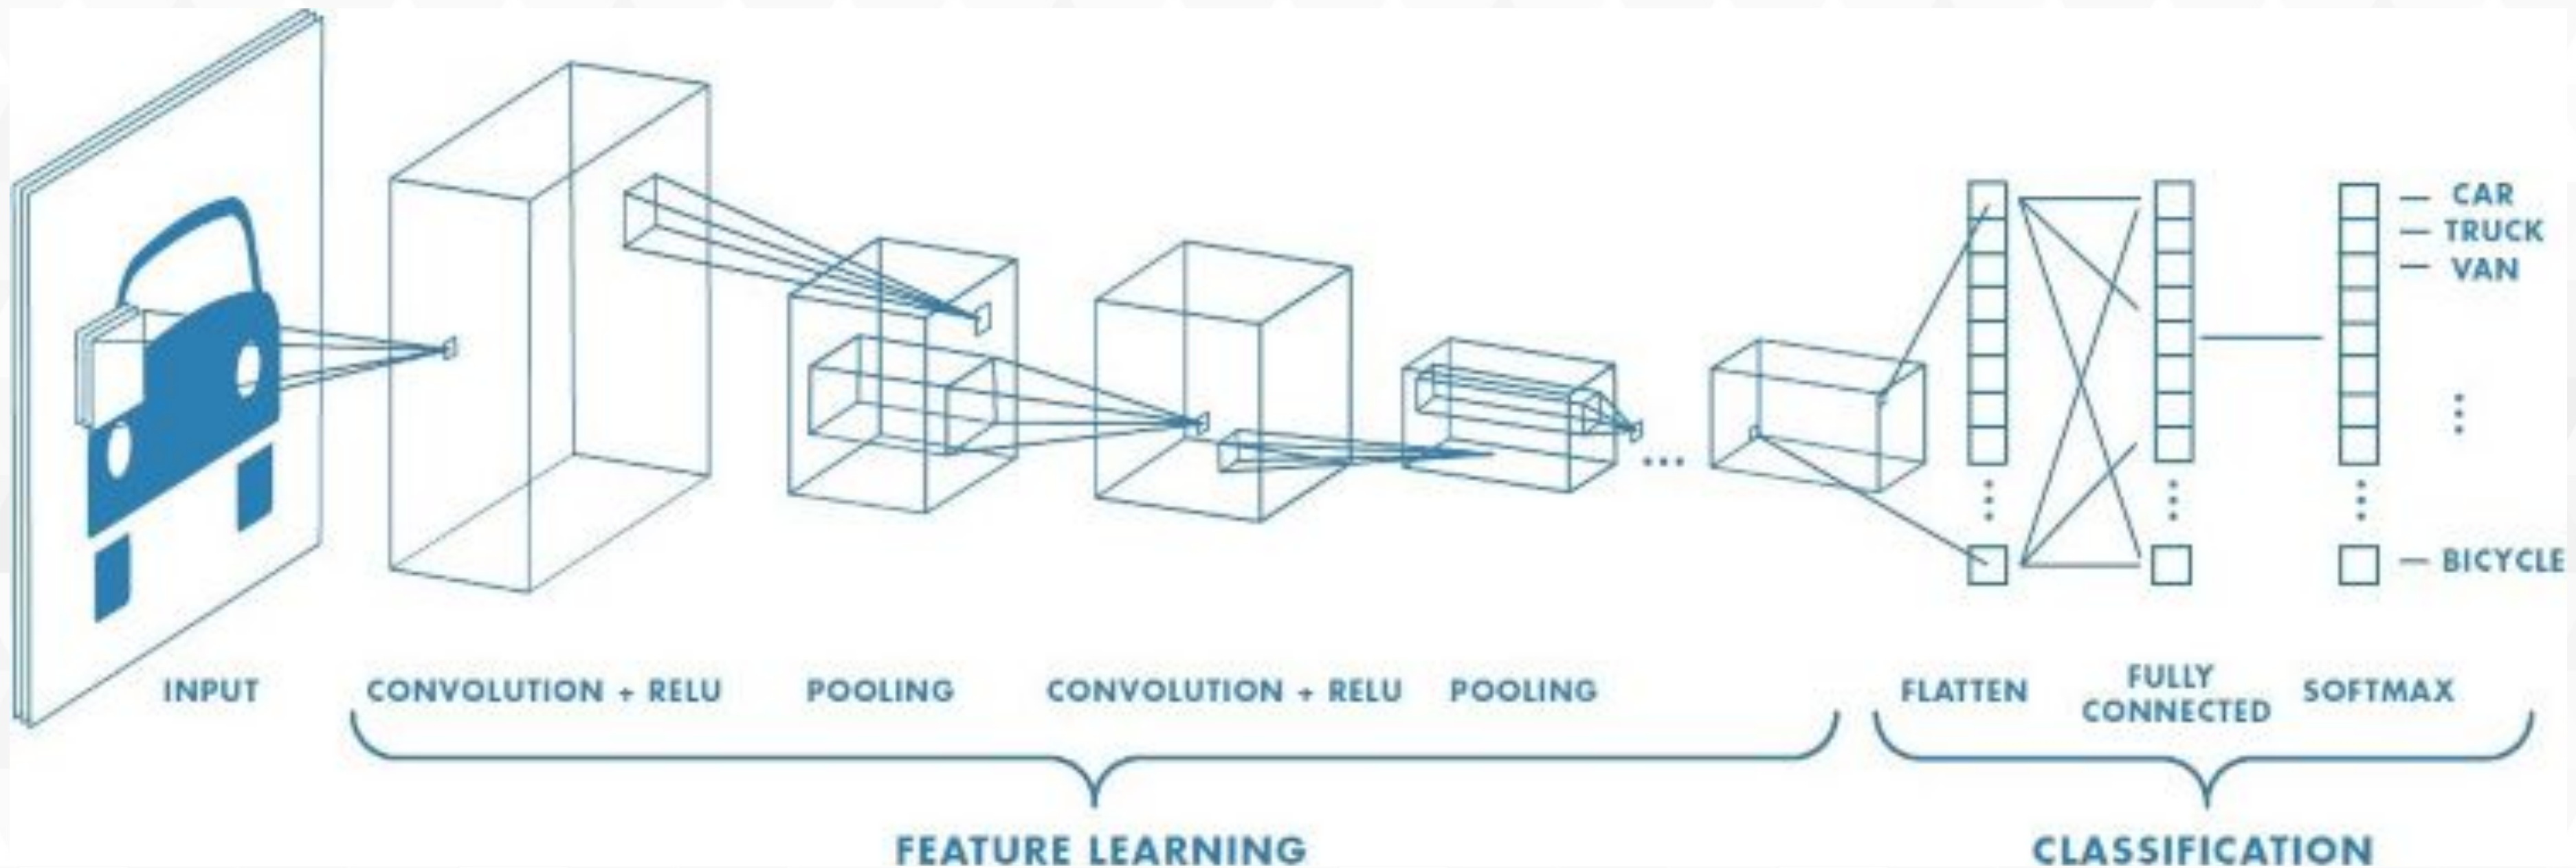 CAR
TRUCK
VAN
BICYCLE
INPUT
CONVOLUTION + RELU
POOLING
CONVOLUTION + RELU
POOLING
FLATTEN
FULLY
CONNECTED
SOFTMAX
FEATURE LEARNING
CLASSIFICATION